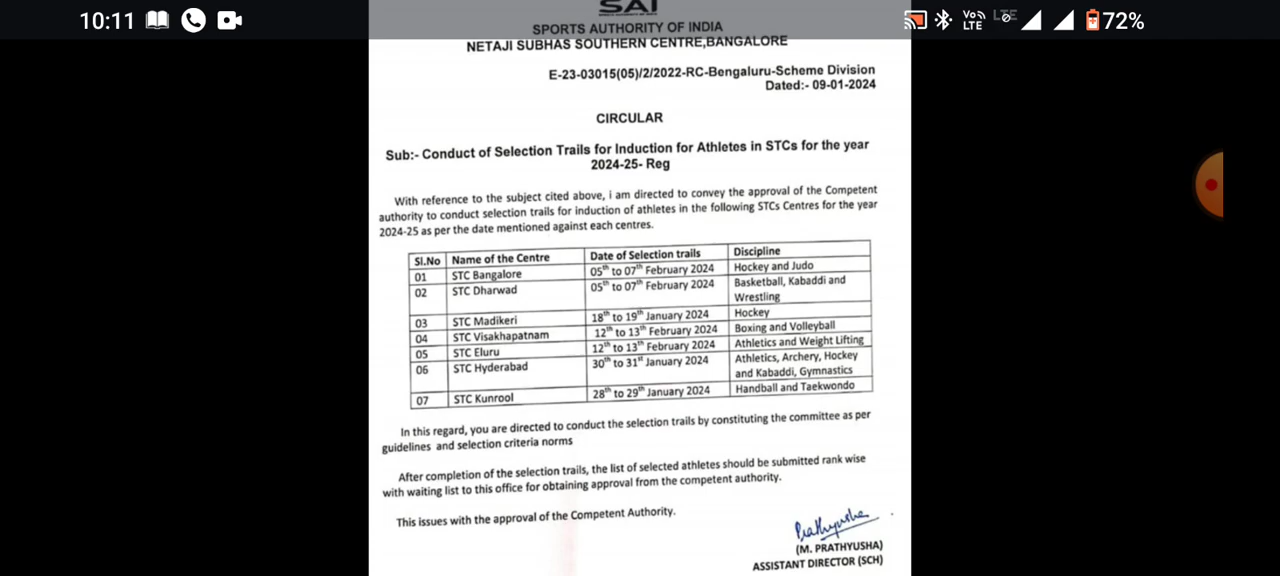 10:11
VoLTE LTE 72%
SAI
SPORTS AUTHORITY OF INDIA
NETAJI SUBHAS SOUTHERN CENTRE,BANGALORE
E-23-03015(05)/2/2022-RC-Bengaluru-Scheme Division
Dated:- 09-01-2024
CIRCULAR
Sub:- Conduct of Selection Trails for Induction for Athletes in STCs for the year
2024-25- Reg
With reference to the subject cited above, i am directed to convey the approval of the Competent
authority to conduct selection trails for induction of athletes in the following STCs Centres for the year
2024-25 as per the date mentioned against each centres.
Sl.No Name of the Centre Date of Selection trails Discipline
01 STC Bangalore 05th to 07th February 2024 Hockey and Judo
02 STC Dharwad 05th to 07th February 2024 Basketball, Kabaddi and
Wrestling
03 STC Madikeri 18th to 19th January 2024 Hockey
04 STC Visakhapatnam 12th to 13th February 2024 Boxing and Volleyball
05 STC Eluru 12th to 13th February 2024 Athletics and Weight Lifting
06 STC Hyderabad 30th to 31st January 2024 Athletics, Archery, Hockey
and Kabaddi, Gymnastics
07 STC Kunrool 28th to 29th January 2024 Handball and Taekwondo
In this regard, you are directed to conduct the selection trails by constituting the committee as per
guidelines and selection criteria norms
After completion of the selection trails, the list of selected athletes should be submitted rank wise
with waiting list to this office for obtaining approval from the competent authority.
This issues with the approval of the Competent Authority.
Prathyusha
(M. PRATHYUSHA)
ASSISTANT DIRECTOR (SCH)